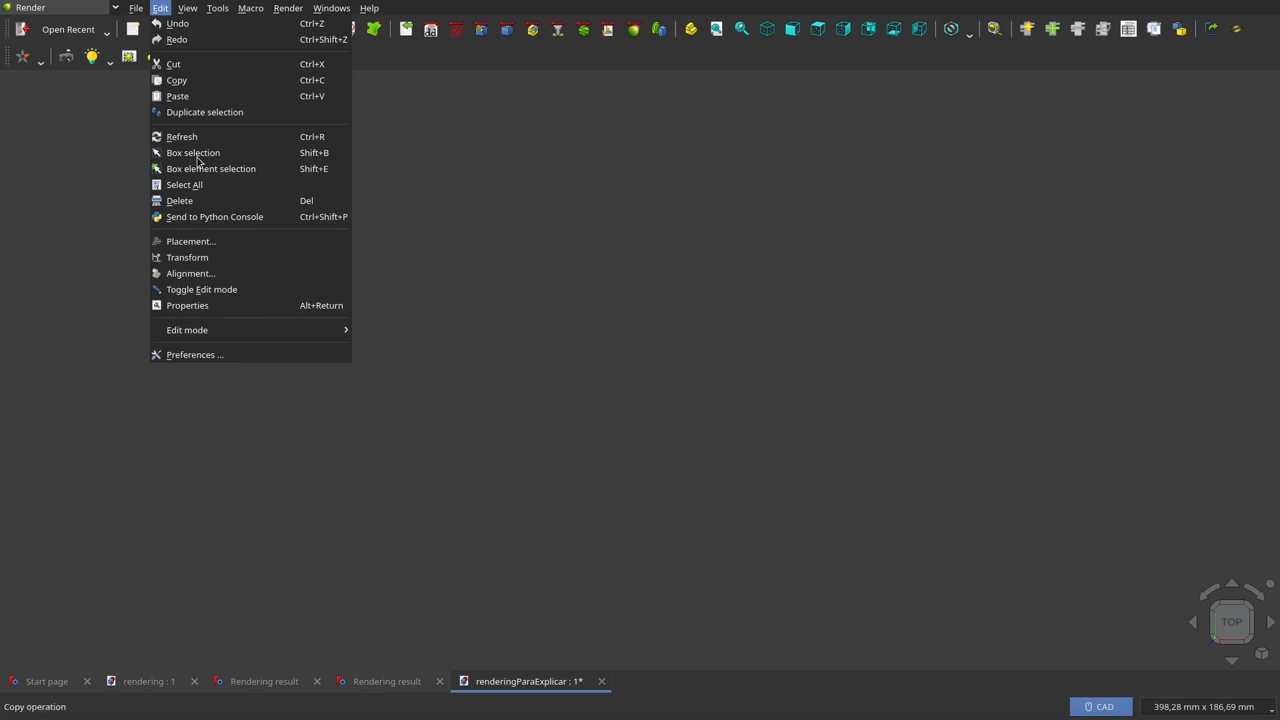 Render File Edit View Tools Macro Render Windows Help
Open Recent
Undo Ctrl+Z
Redo Ctrl+Shift+Z
Cut Ctrl+X
Copy Ctrl+C
Paste Ctrl+V
Duplicate selection
Refresh Ctrl+R
Box selection Shift+B
Box element selection Shift+E
Select All
Delete Del
Send to Python Console Ctrl+Shift+P
Placement...
Transform
Alignment...
Toggle Edit mode
Properties Alt+Return
Edit mode
Preferences ...
TOP
Start page rendering : 1 Rendering result Rendering result renderingParaExplicar : 1*
Copy operation CAD 398,28 mm x 186,69 mm